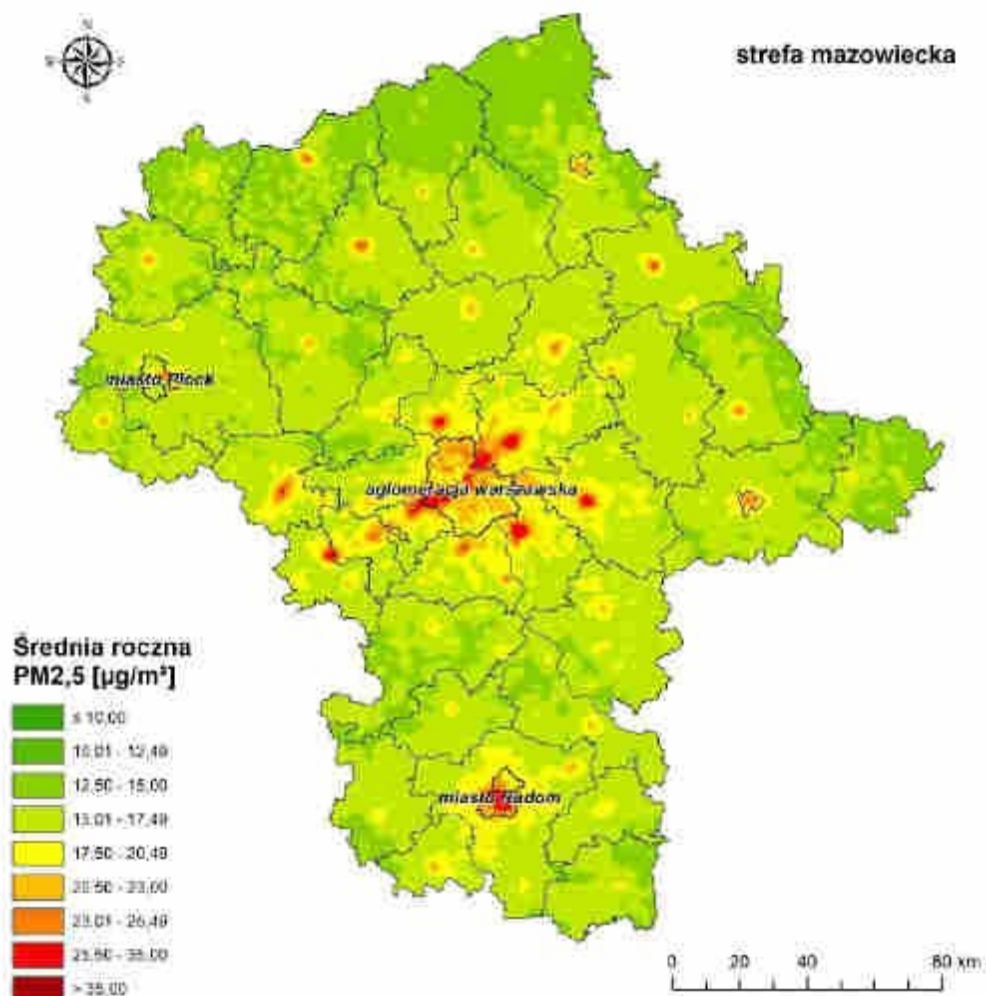 N
strefa mazowiecka
miasto Płock
aglomeracja warszawska
Średnia roczna
PM2,5 [µg/m³]
≤ 10,00
10,01 - 12,49
12,50 - 15,00
15,01 - 17,49
17,50 - 20,49
20,50 - 23,00
23,01 - 25,49
25,50 - 35,00
> 35,00
miasto Radom
0 20 40 80 km